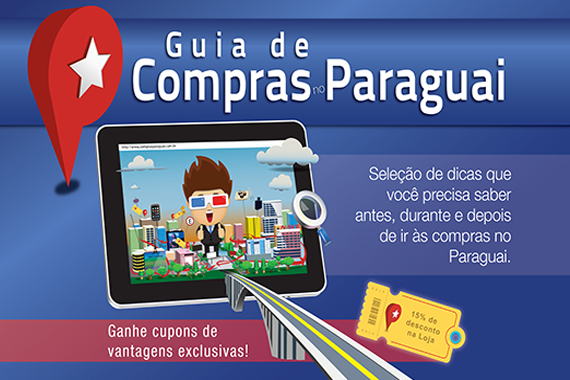 Guia de
Compras no Paraguai
Seleção de dicas que
você precisa saber
antes, durante e depois
de ir às compras no
Paraguai.
15% de
desconto
na Loja
Ganhe cupons de
vantagens exclusivas!